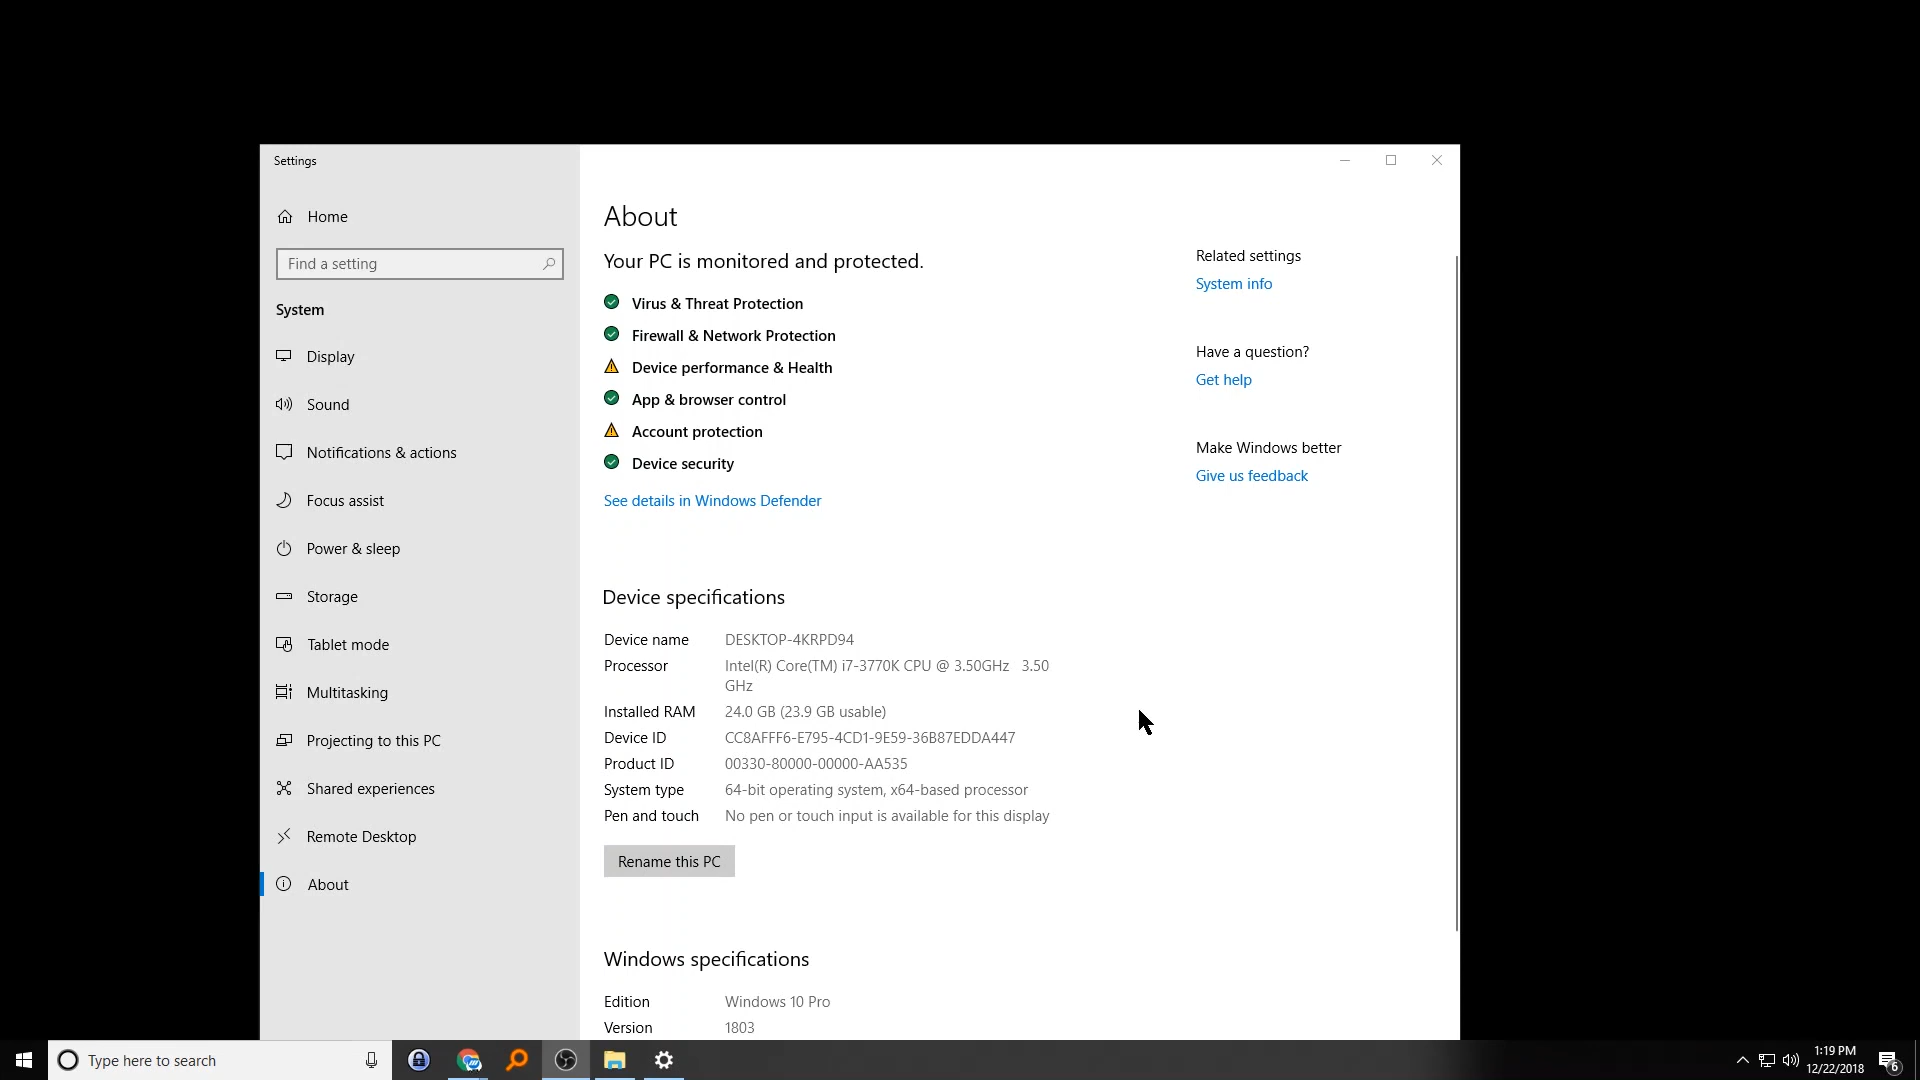 Settings
Home
Find a setting
System
Display
Sound
Notifications & actions
Focus assist
Power & sleep
Storage
Tablet mode
Multitasking
Projecting to this PC
Shared experiences
Remote Desktop
About
About
Your PC is monitored and protected.
Virus & Threat Protection
Firewall & Network Protection
Device performance & Health
App & browser control
Account protection
Device security
See details in Windows Defender
Device specifications
Device name DESKTOP-4KRPD94
Processor Intel(R) Core(TM) i7-3770K CPU @ 3.50GHz 3.50
GHz
Installed RAM 24.0 GB (23.9 GB usable)
Device ID CC8AFFF6-E795-4CD1-9E59-36B87EDDA447
Product ID 00330-80000-00000-AA535
System type 64-bit operating system, x64-based processor
Pen and touch No pen or touch input is available for this display
Rename this PC
Windows specifications
Edition Windows 10 Pro
Version 1803
Related settings
System info
Have a question?
Get help
Make Windows better
Give us feedback
Type here to search
1:19 PM
12/22/2018
6